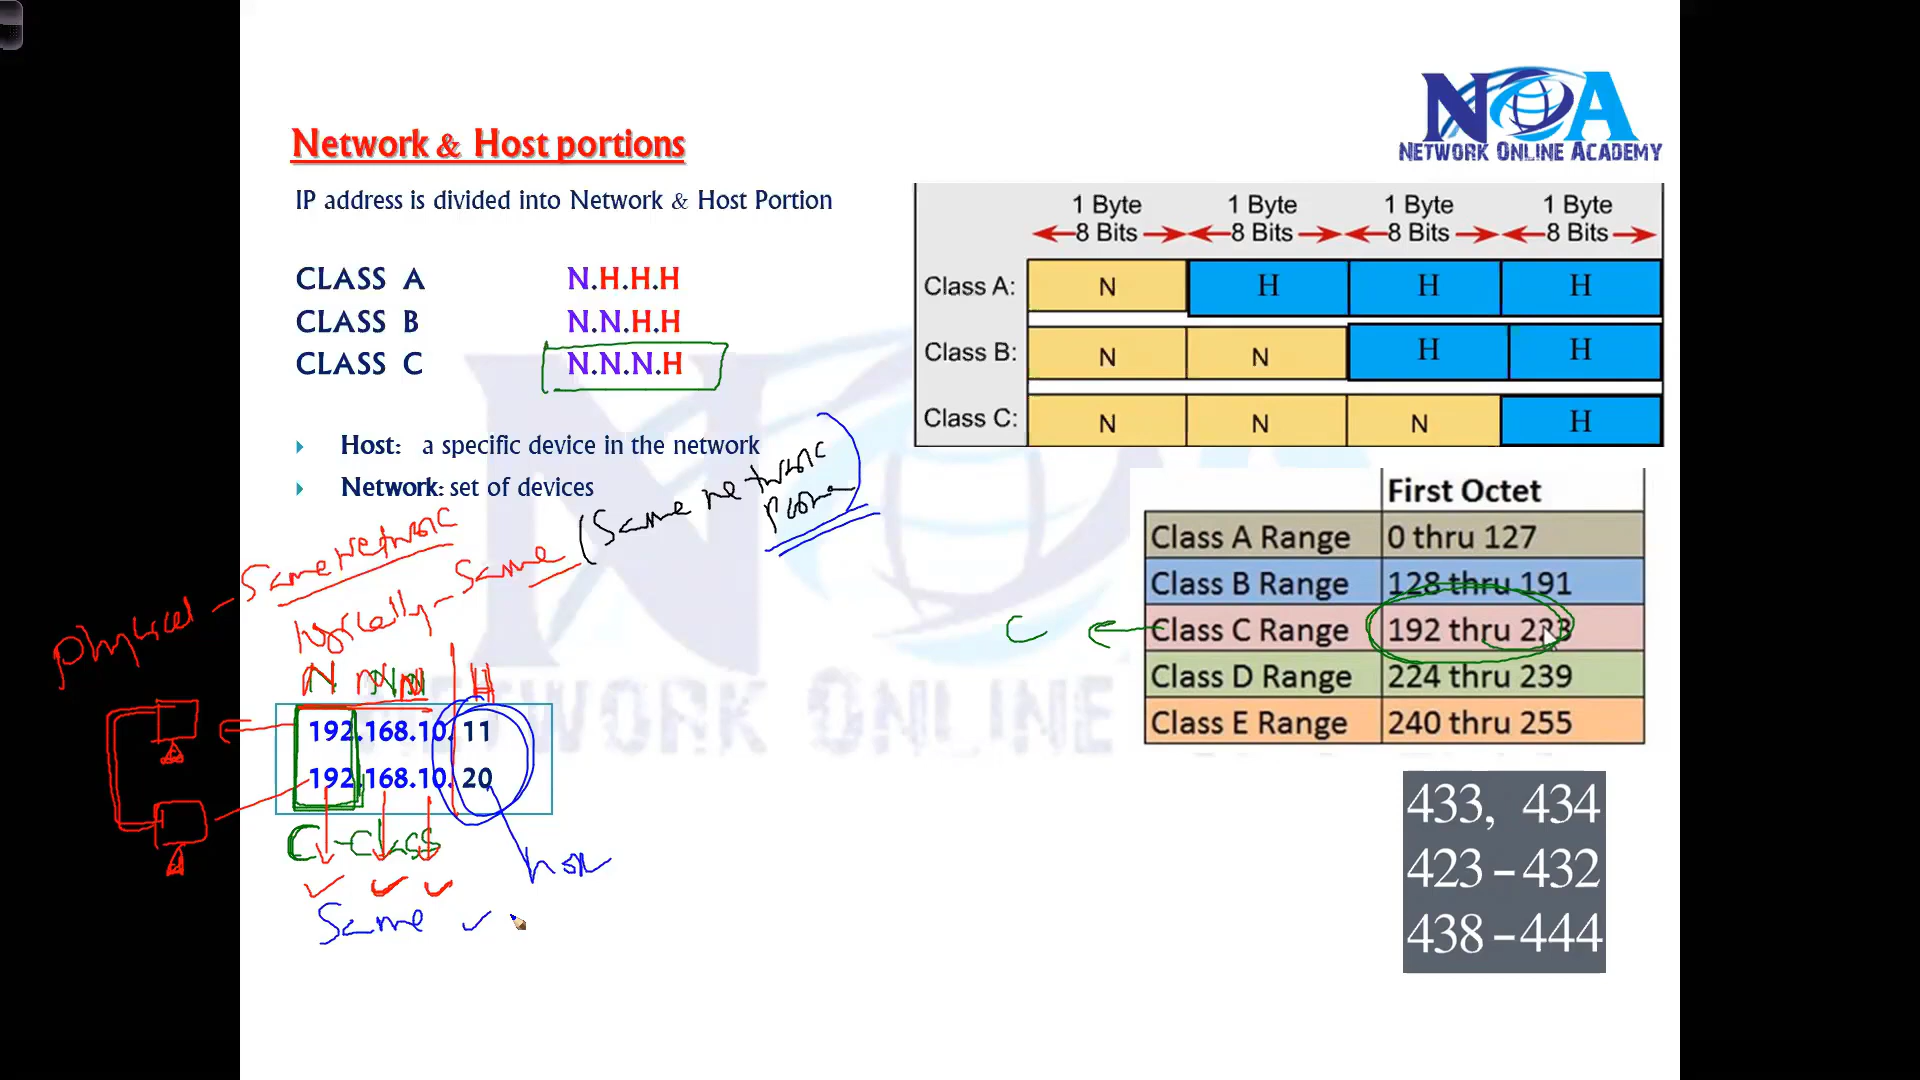 NOA
NETWORK ONLINE ACADEMY
Network & Host portions
IP address is divided into Network & Host Portion
CLASS A N.H.H.H
CLASS B N.N.H.H
CLASS C N.N.N.H
Host: a specific device in the network
Network: set of devices
1 Byte 1 Byte 1 Byte 1 Byte
8 Bits 8 Bits 8 Bits 8 Bits
Class A: N H H H
Class B: N N H H
Class C: N N N H
First Octet
Class A Range 0 thru 127
Class B Range 128 thru 191
C Class C Range 192 thru 223
Class D Range 224 thru 239
Class E Range 240 thru 255
(Same network
Physical - Same Network
logically - Same
N N N H
192.168.10. 11
192.168.10. 20
C-class
Same
433, 434
423-432
438-444
NETWORK ONLINE